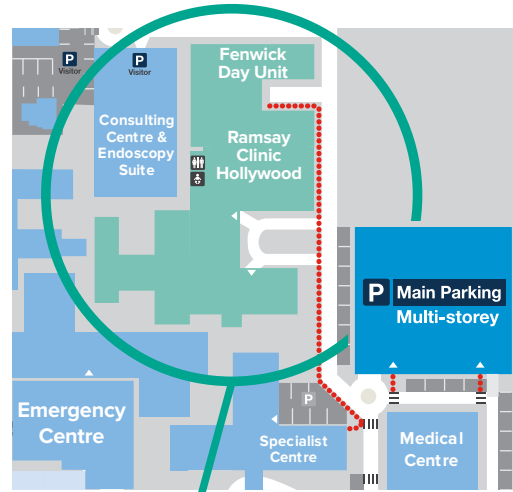 P
Visitor
P
Visitor
Fenwick
Day Unit
Consulting
Centre &
Endoscopy
Suite
Ramsay
Clinic
Hollywood
P Main Parking
Multi-storey
P
Emergency
Centre
Specialist
Centre
Medical
Centre